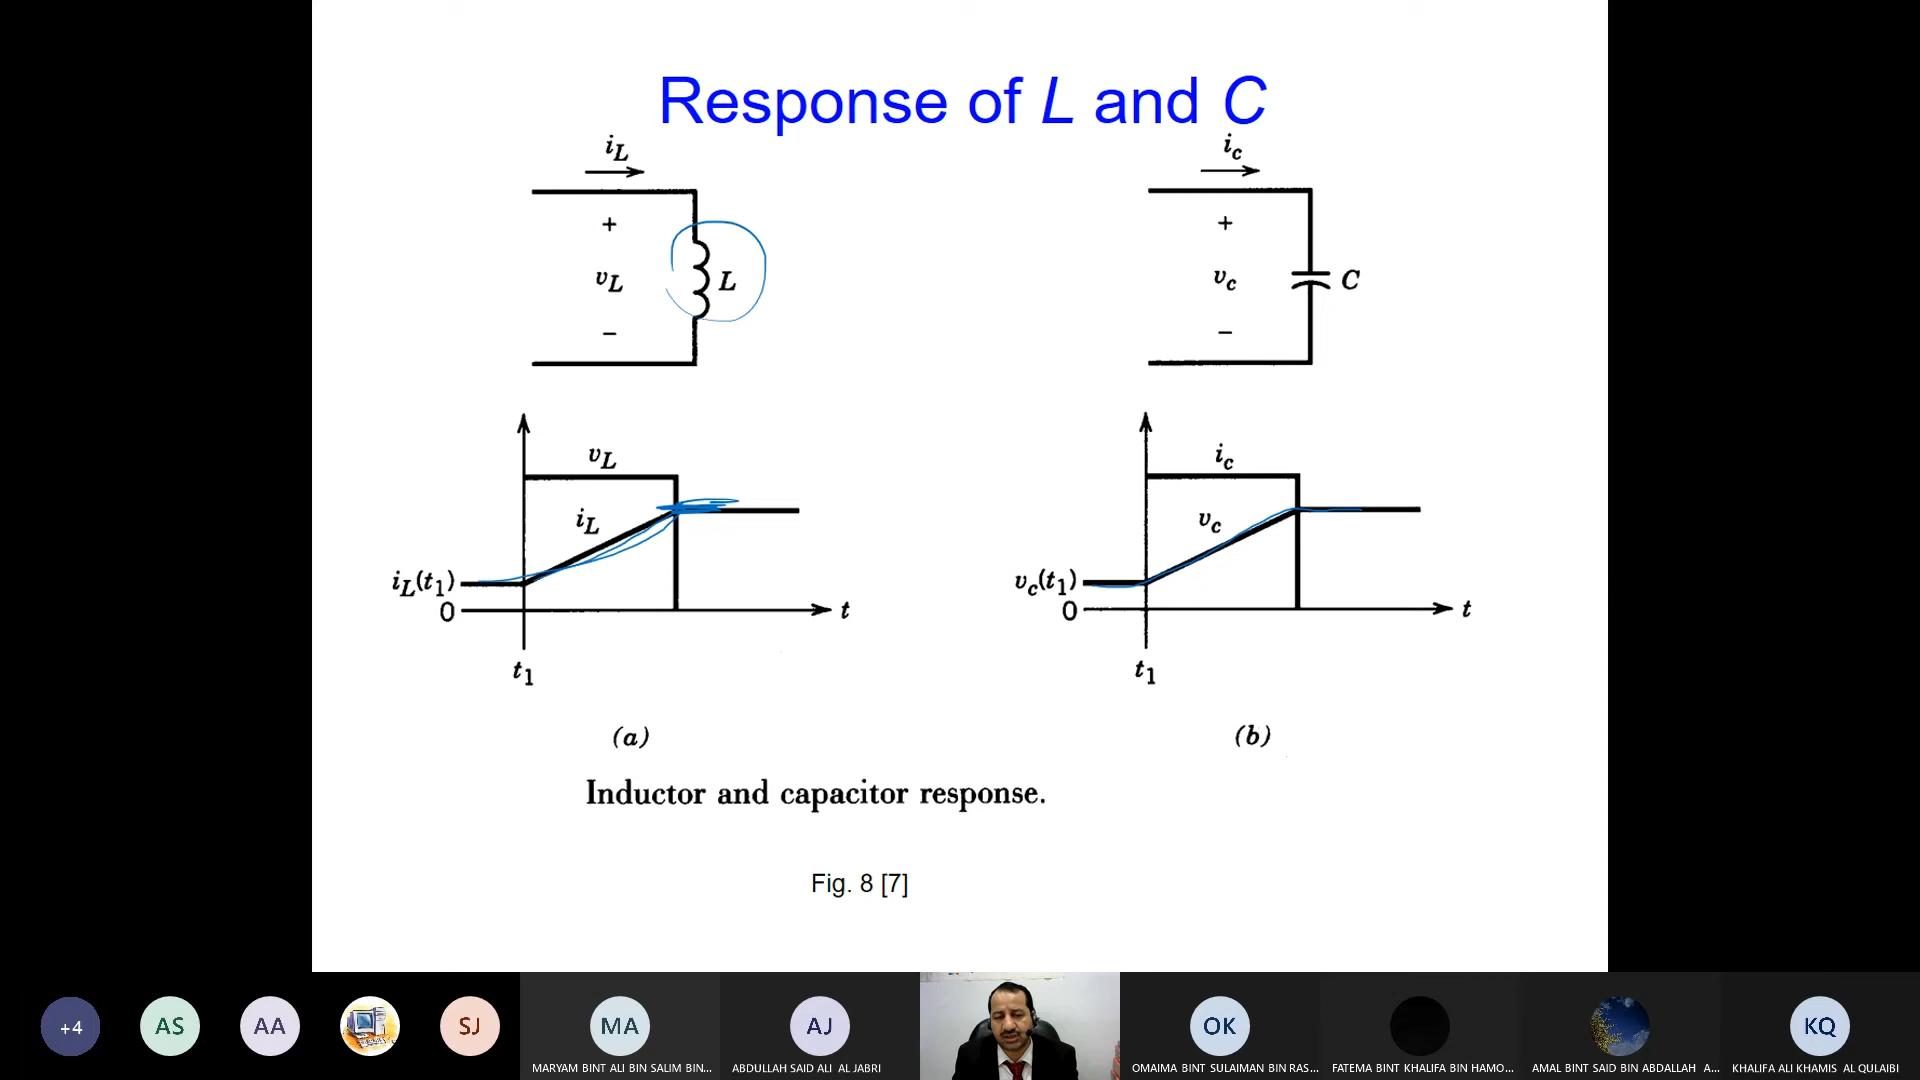 Response of L and C
iL
+
vL
−
L
ic
+
vc
−
C
vL
iL
iL(t1)
0
t
t1
ic
vc
vc(t1)
0
t
t1
(a)
(b)
Inductor and capacitor response.
Fig. 8 [7]
+4
AS
AA
SJ
MA
MARYAM BINT ALI BIN SALIM BIN...
AJ
ABDULLAH SAID ALI AL JABRI
OK
OMAIMA BINT SULAIMAN BIN RAS...
FATEMA BINT KHALIFA BIN HAMO...
AMAL BINT SAID BIN ABDALLAH A...
KQ
KHALIFA ALI KHAMIS AL QULAIBI